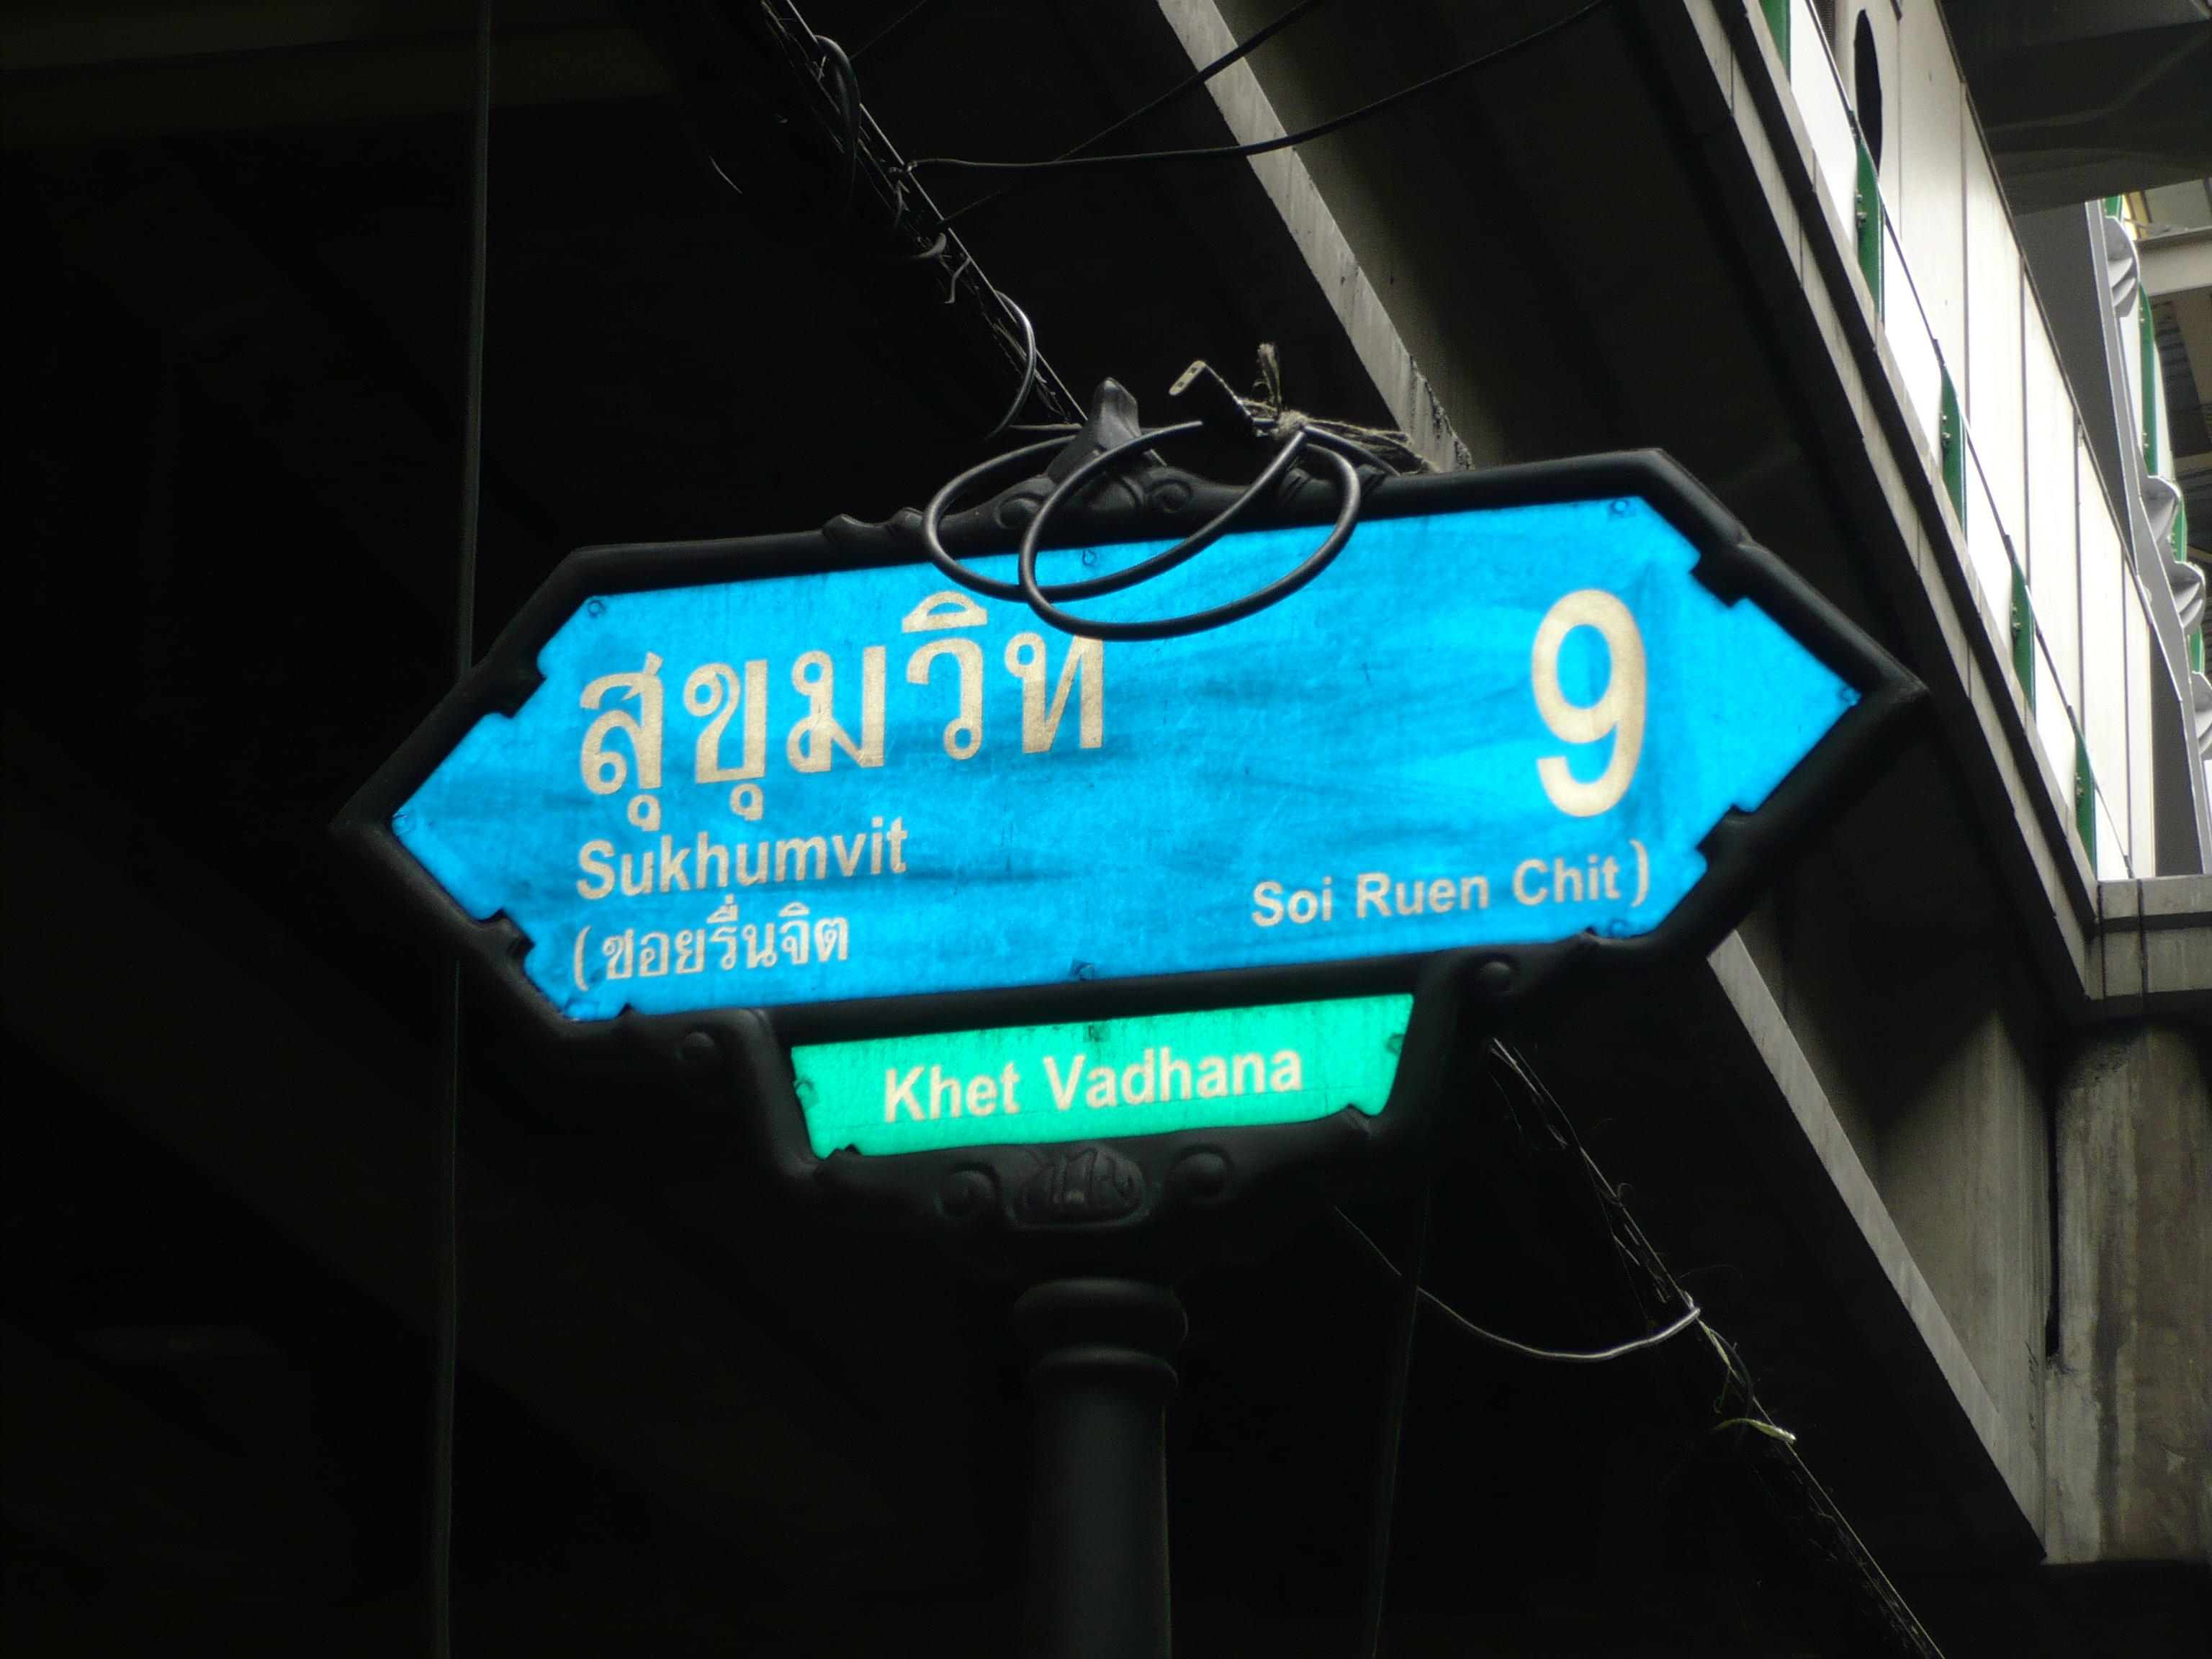 สุขุมวิท 9
Sukhumvit
(ซอยรื่นจิต Soi Ruen Chit)
Khet Vadhana